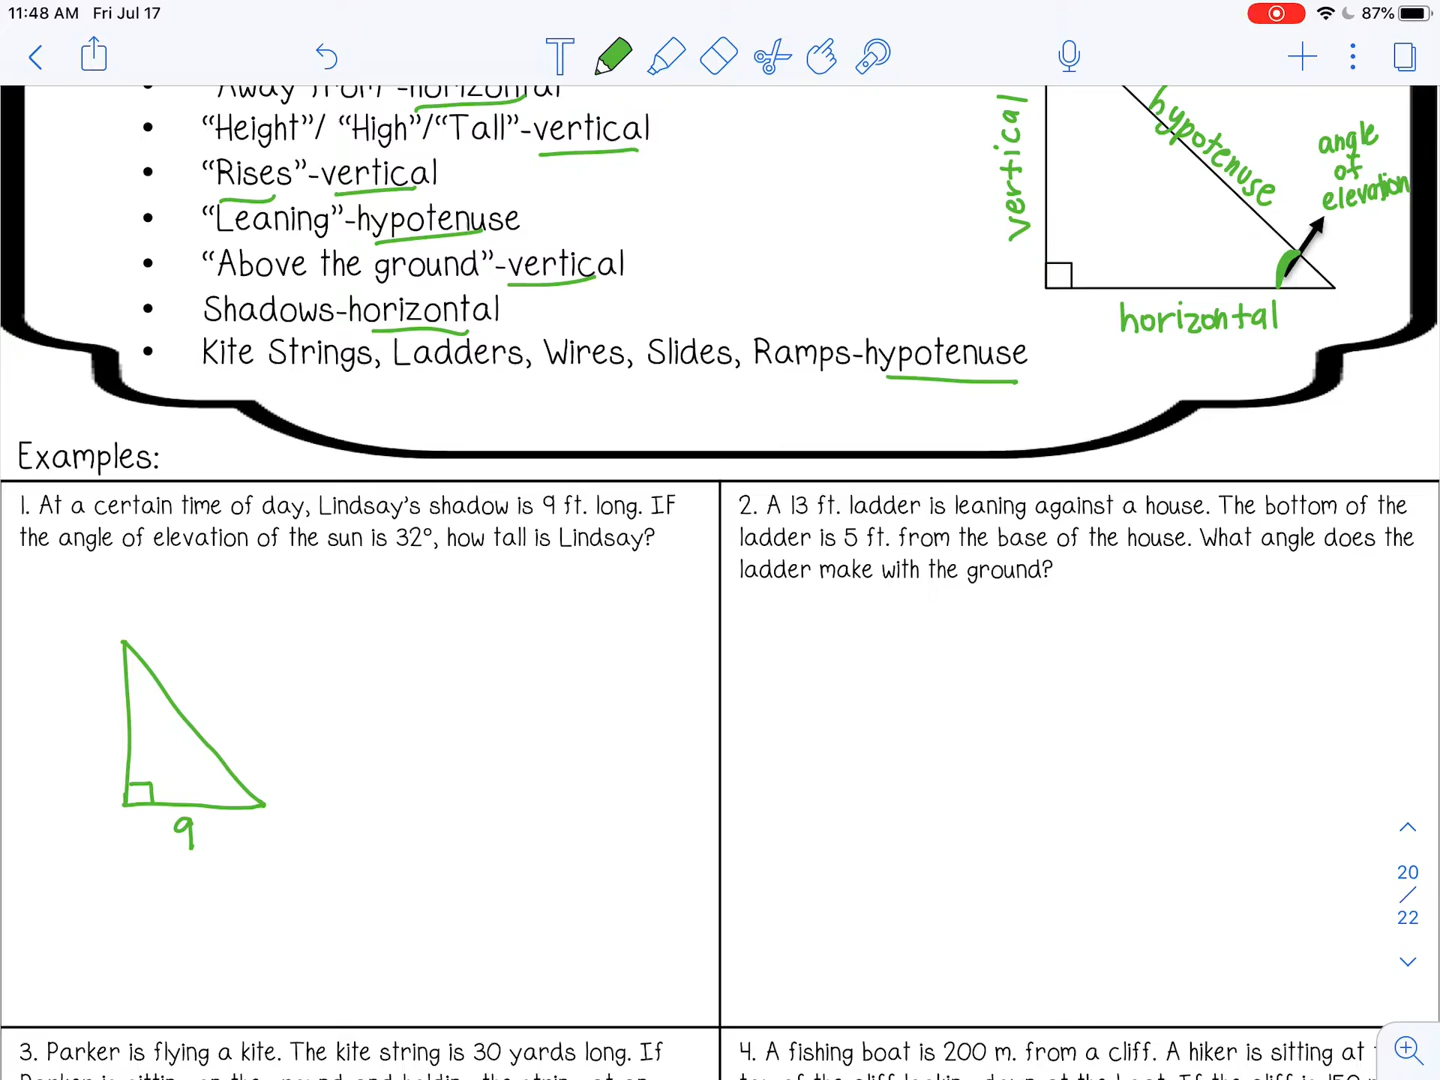 11:48 AM Fri Jul 17
87%
T
"Away from"-horizontal
• "Height"/ "High"/"Tall"-vertical
• "Rises"-vertical
• "Leaning"-hypotenuse
• "Above the ground"-vertical
• Shadows-horizontal
• Kite Strings, Ladders, Wires, Slides, Ramps-hypotenuse
vertical
hypotenuse
angle
of
elevation
horizontal
Examples:
1. At a certain time of day, Lindsay's shadow is 9 ft. long. IF
the angle of elevation of the sun is 32°, how tall is Lindsay?
9
2. A 13 ft. ladder is leaning against a house. The bottom of the
ladder is 5 ft. from the base of the house. What angle does the
ladder make with the ground?
20
/
22
3. Parker is flying a kite. The kite string is 30 yards long. If
4. A fishing boat is 200 m. from a cliff. A hiker is sitting at